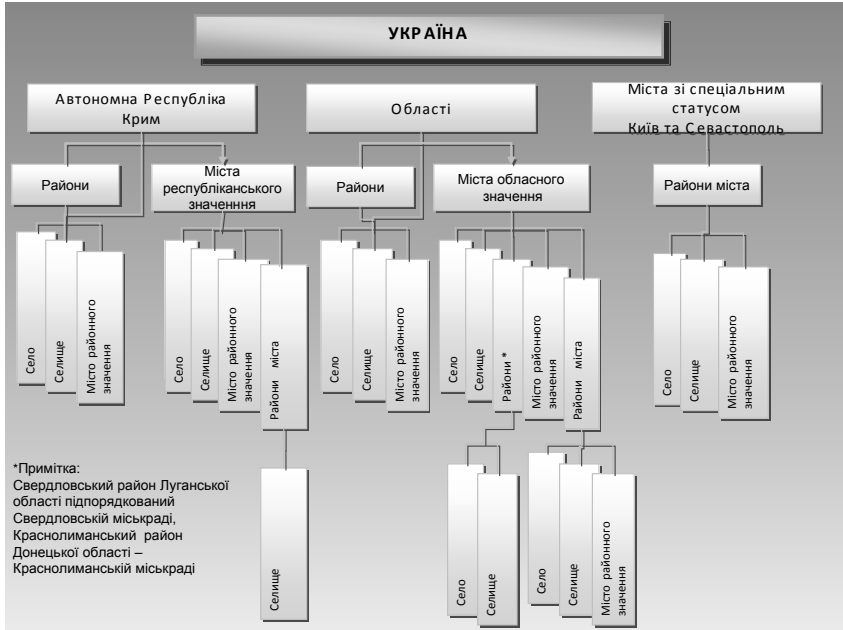 УКРАЇНА
Автономна Республіка
Крим
Області
Міста зі спеціальним
статусом
Київ та Севастополь
Райони
Міста
республіканського
значенння
Райони
Міста обласного
значення
Райони міста
Село
Селище
Місто районного
значення
Село
Селище
Місто районного
значення
Райони міста
Село
Селище
Місто районного
значення
Село
Селище
Райони *
Місто районного
значення
Райони міста
Село
Селище
Місто районного
значення
*Примітка:
Свердловський район Луганської
області підпорядкований
Свердловській міськраді,
Краснолиманський район
Донецької області –
Краснолиманській міськраді
Селище
Село
Селище
Село
Селище
Місто районного
значення